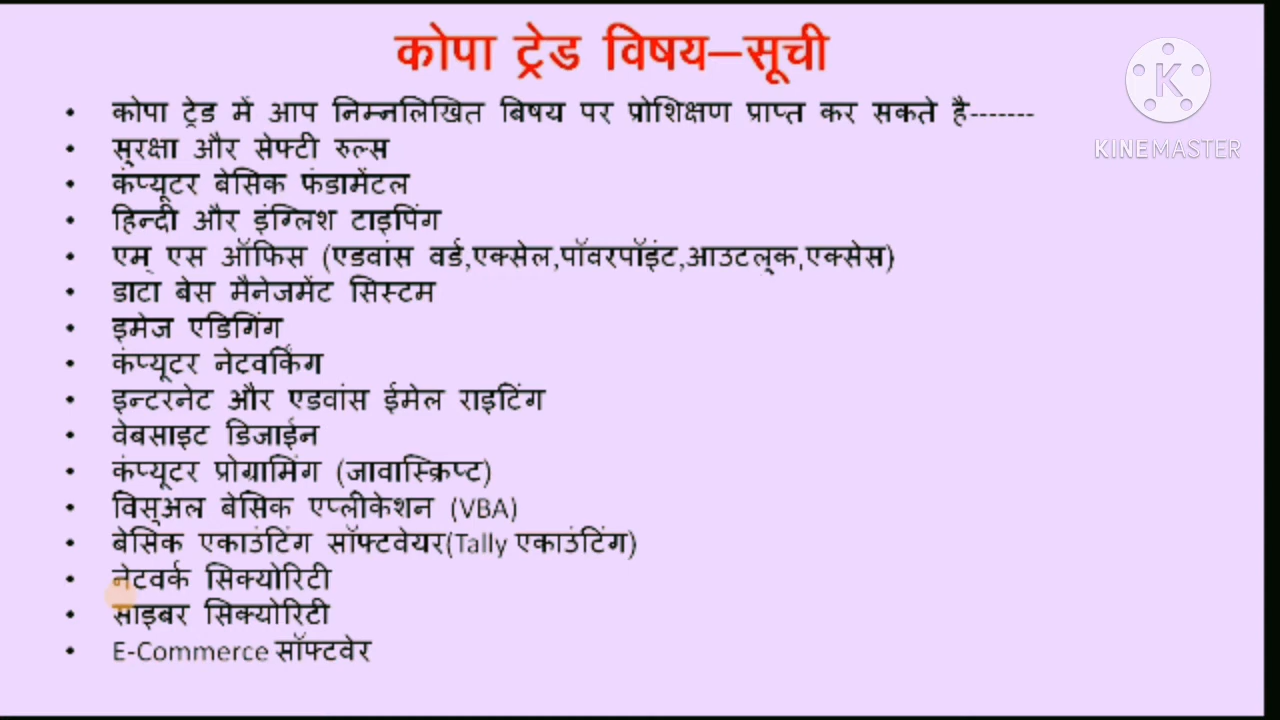 कोपा ट्रेड विषय–सूची
K
KINEMASTER
• कोपा ट्रेड में आप निम्नलिखित बिषय पर प्रोशिक्षण प्राप्त कर सकते है-------
• सुरक्षा और सेफ्टी रुल्स
• कंप्यूटर बेसिक फंडामेंटल
• हिन्दी और इंग्लिश टाइपिंग
• एम् एस ऑफिस (एडवांस वर्ड,एक्सेल,पॉवरपॉइंट,आउटलूक,एक्सेस)
• डाटा बेस मैनेजमेंट सिस्टम
• इमेज एडिगिंग
• कंप्यूटर नेटवर्किंग
• इन्टरनेट और एडवांस ईमेल राइटिंग
• वेबसाइट डिजाईन
• कंप्यूटर प्रोग्रामिंग (जावास्क्रिप्ट)
• विसुअल बेसिक एप्लीकेशन (VBA)
• बेसिक एकाउंटिंग सॉफ्टवेयर(Tally एकाउंटिंग)
• नेटवर्क सिक्योरिटी
• साइबर सिक्योरिटी
• E-Commerce सॉफ्टवेर